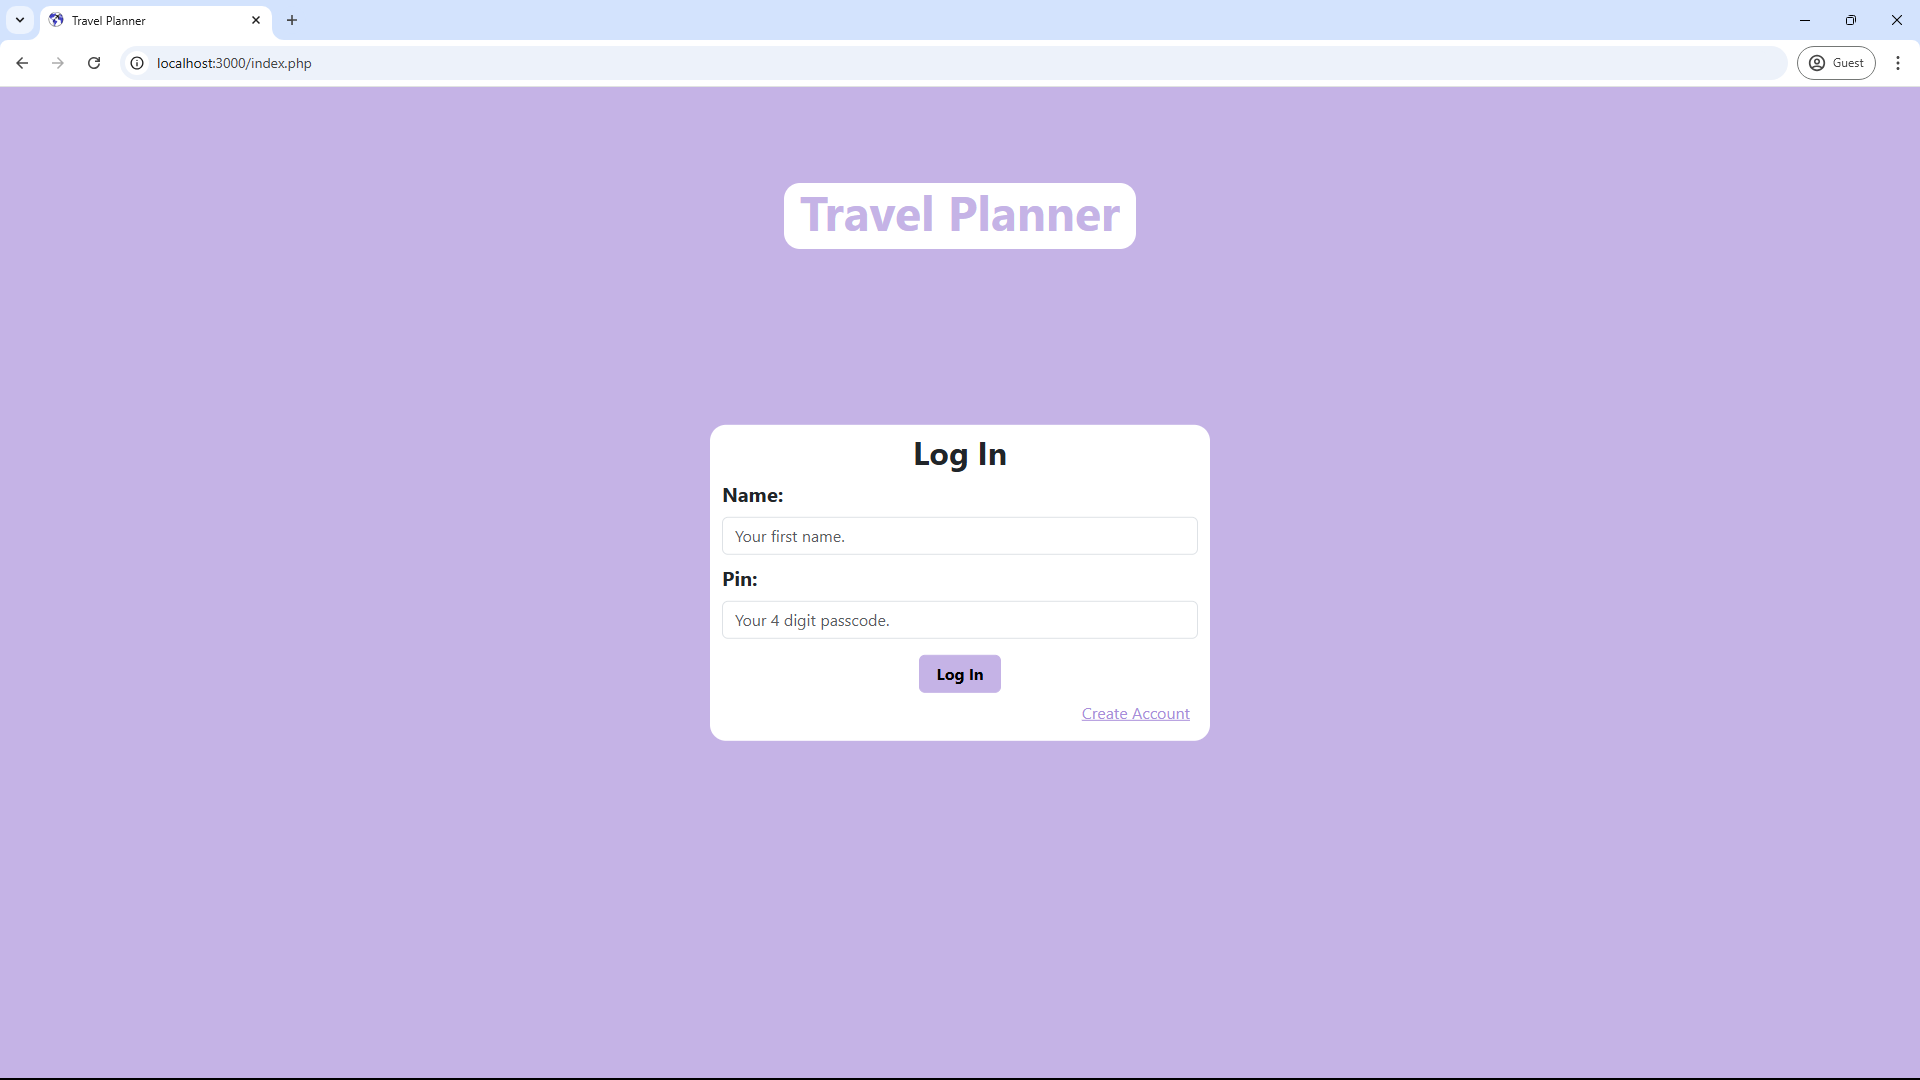 Travel Planner
localhost:3000/index.php
Guest
Travel Planner
Log In
Name:
Your first name.
Pin:
Your 4 digit passcode.
Log In
Create Account